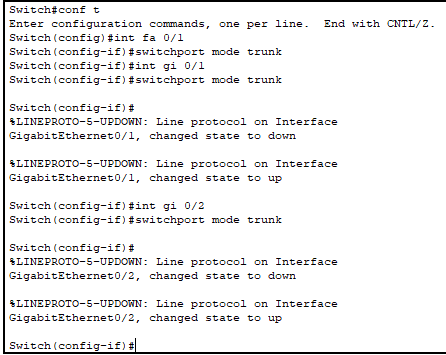 Switch#conf t
Enter configuration commands, one per line.  End with CNTL/Z.
Switch(config)#int fa 0/1
Switch(config-if)#switchport mode trunk
Switch(config-if)#int gi 0/1
Switch(config-if)#switchport mode trunk
Switch(config-if)#
%LINEPROTO-5-UPDOWN: Line protocol on Interface
GigabitEthernet0/1, changed state to down
%LINEPROTO-5-UPDOWN: Line protocol on Interface
GigabitEthernet0/1, changed state to up
Switch(config-if)#int gi 0/2
Switch(config-if)#switchport mode trunk
Switch(config-if)#
%LINEPROTO-5-UPDOWN: Line protocol on Interface
GigabitEthernet0/2, changed state to down
%LINEPROTO-5-UPDOWN: Line protocol on Interface
GigabitEthernet0/2, changed state to up
Switch(config-if)#